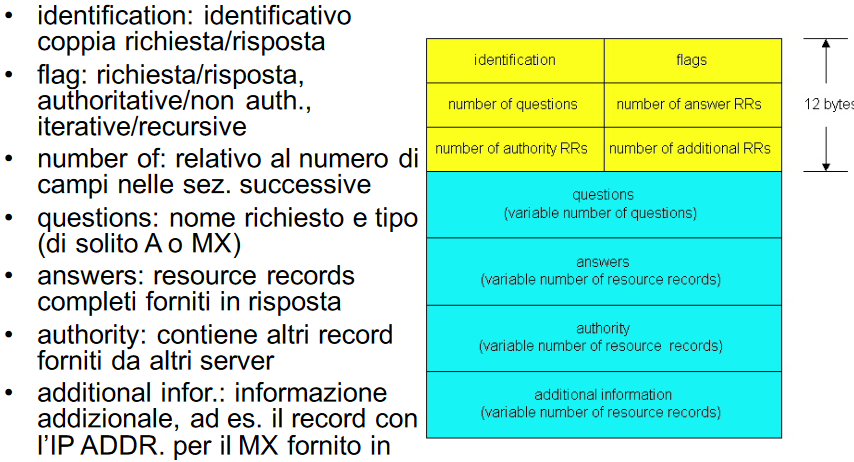 • identification: identificativo
coppia richiesta/risposta
• flag: richiesta/risposta,
authoritative/non auth.,
iterative/recursive
• number of: relativo al numero di
campi nelle sez. successive
• questions: nome richiesto e tipo
(di solito A o MX)
• answers: resource records
completi forniti in risposta
• authority: contiene altri record
forniti da altri server
• additional infor.: informazione
addizionale, ad es. il record con
l'IP ADDR. per il MX fornito in
identification
flags
12 bytes
number of questions
number of answer RRs
number of authority RRs
number of additional RRs
questions
(variable number of questions)
answers
(variable number of resource records)
authority
(variable number of resource records)
additional information
(variable number of resource records)